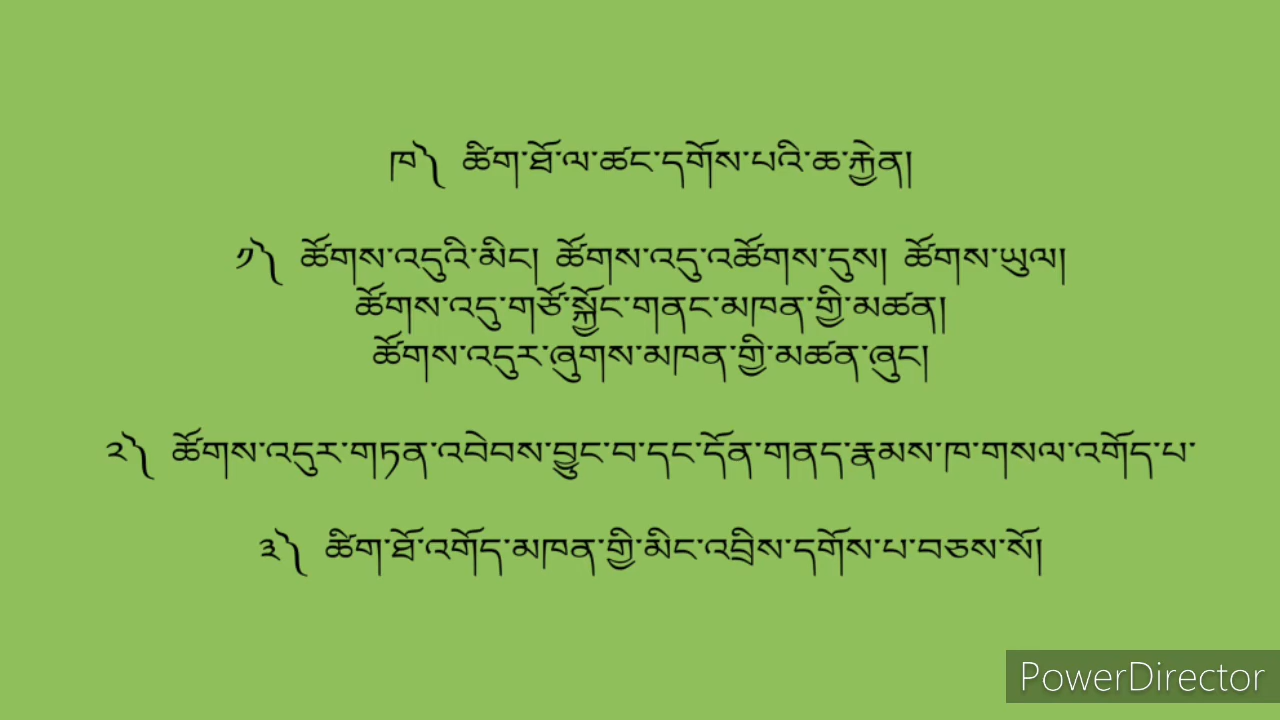 ཁ༽ ཚིག་ཐོ་ལ་ཚང་དགོས་པའི་ཆ་རྐྱེན།
༡༽ ཚོགས་འདུའི་མིང། ཚོགས་འདུ་འཚོགས་དུས། ཚོགས་ཡུལ།
ཚོགས་འདུ་གཙོ་སྐྱོང་གནང་མཁན་གྱི་མཚན།
ཚོགས་འདུར་ཞུགས་མཁན་གྱི་མཚན་ཞུང།
༢༽ ཚོགས་འདུར་གཏན་འབེབས་བྱུང་བ་དང་དོན་གནད་རྣམས་ཁ་གསལ་འགོད་པ་
༣༽ ཚིག་ཐོ་འགོད་མཁན་གྱི་མིང་འབྲིས་དགོས་པ་བཅས་སོ།
PowerDirector